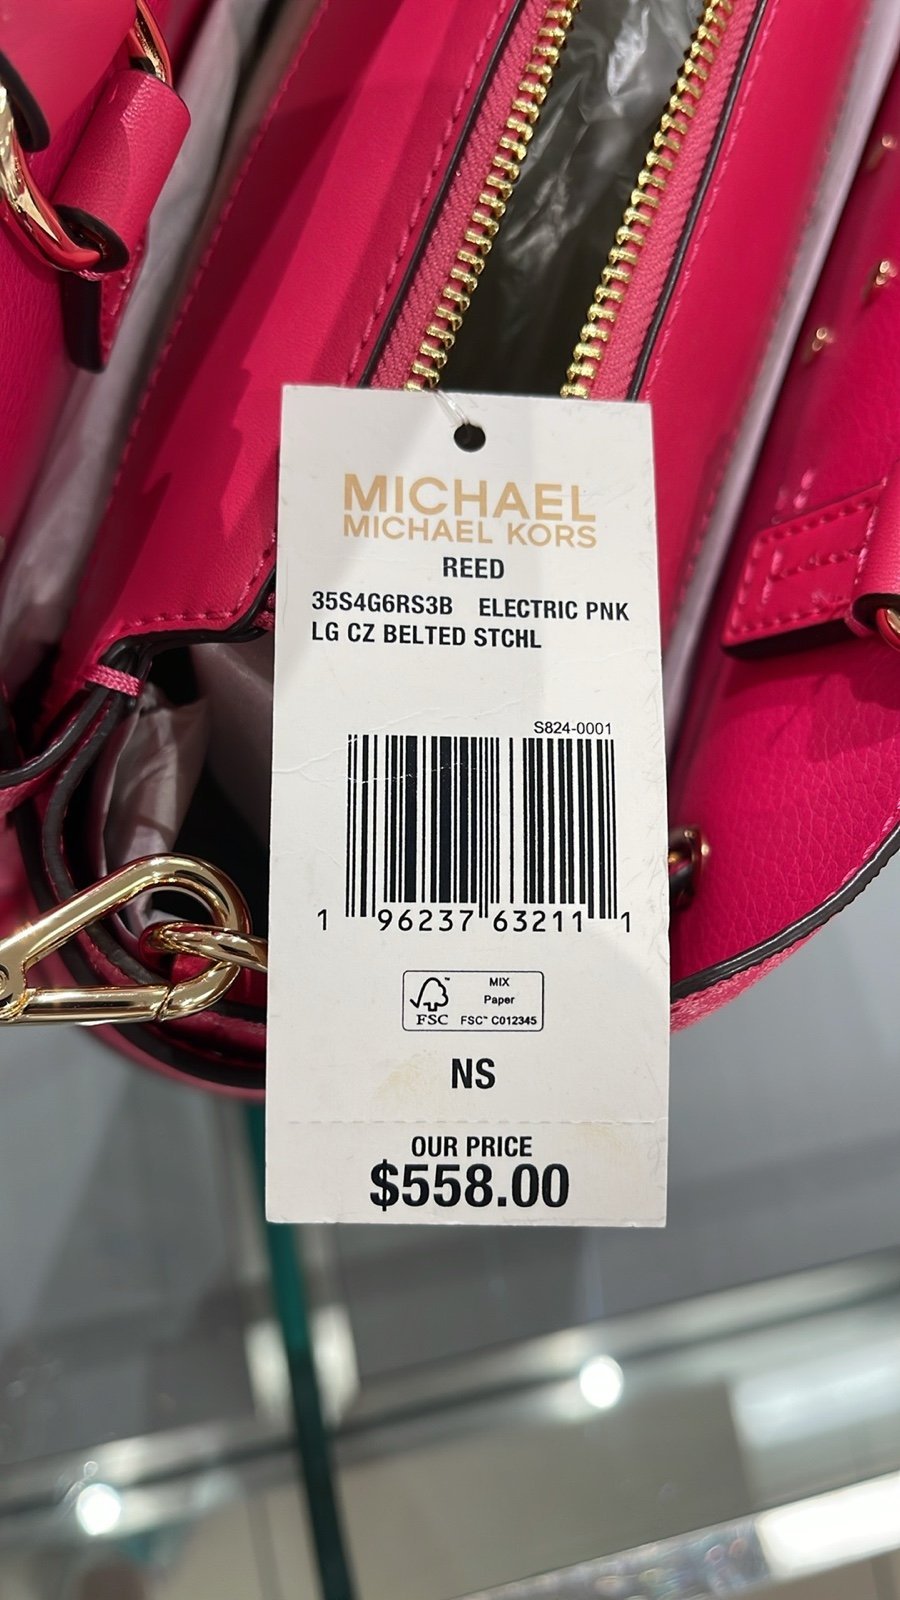 MICHAEL
MICHAEL KORS
REED
35S4G6RS3B ELECTRIC PNK
LG CZ BELTED STCHL
S824-0001
1 96237 63211 1
FSC™
MIX
Paper
FSC™ C012345
NS
OUR PRICE
$558.00